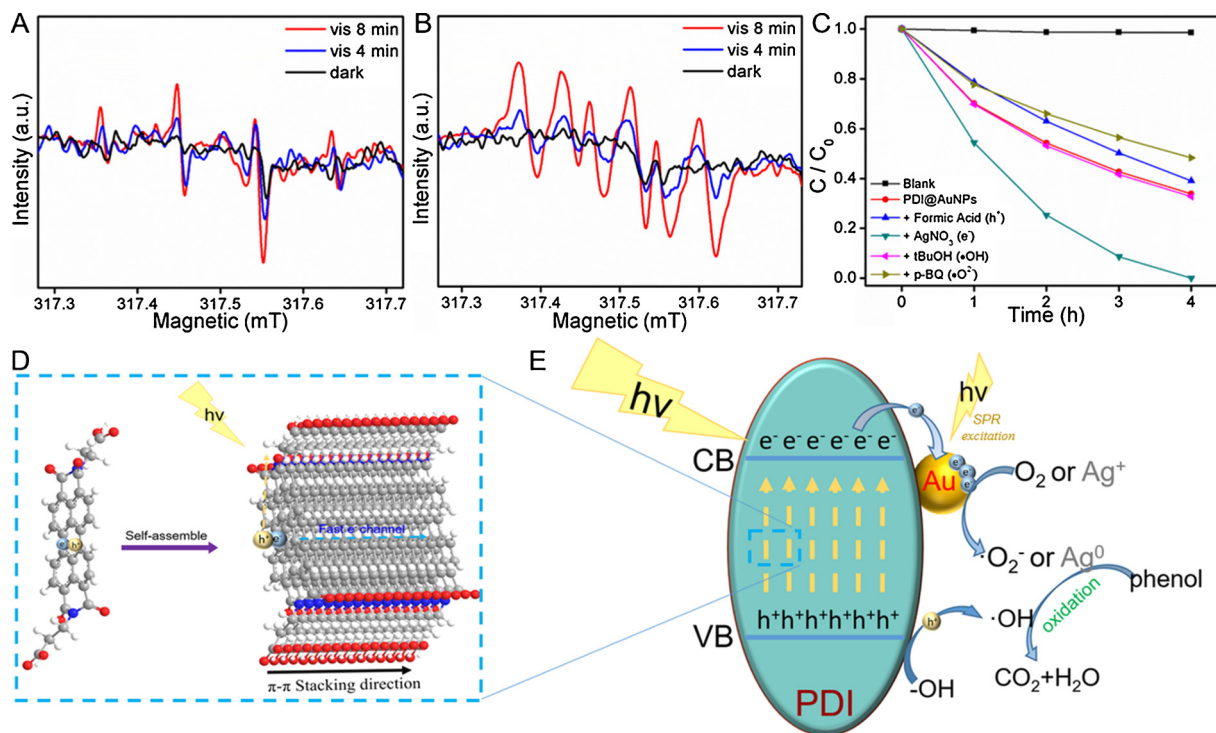 A
vis 8 min
vis 4 min
dark
Intensity (a.u.)
317.3 317.4 317.5 317.6 317.7
Magnetic (mT)
B
vis 8 min
vis 4 min
dark
Intensity (a.u.)
317.3 317.4 317.5 317.6 317.7
Magnetic (mT)
C
1.0
0.8
0.6
0.4
0.2
0.0
C / C₀
Blank
PDI@AuNPs
+ Formic Acid (h⁺)
+ AgNO₃ (e⁻)
+ tBuOH (•OH)
+ p-BQ (•O²⁻)
0 1 2 3 4
Time (h)
D
hv
e h⁺
Self-assemble
h⁺ e
Fast e⁻ channel
π-π Stacking direction
E
hv
hv
SPR
excitation
e⁻ e⁻ e⁻ e⁻ e⁻ e⁻
CB
e
Au
e e e
O₂ or Ag⁺
·O₂⁻ or Ag⁰
phenol
oxidation
h⁺ h⁺ h⁺ h⁺ h⁺ h⁺
VB
h⁺
·OH
-OH
CO₂+H₂O
PDI